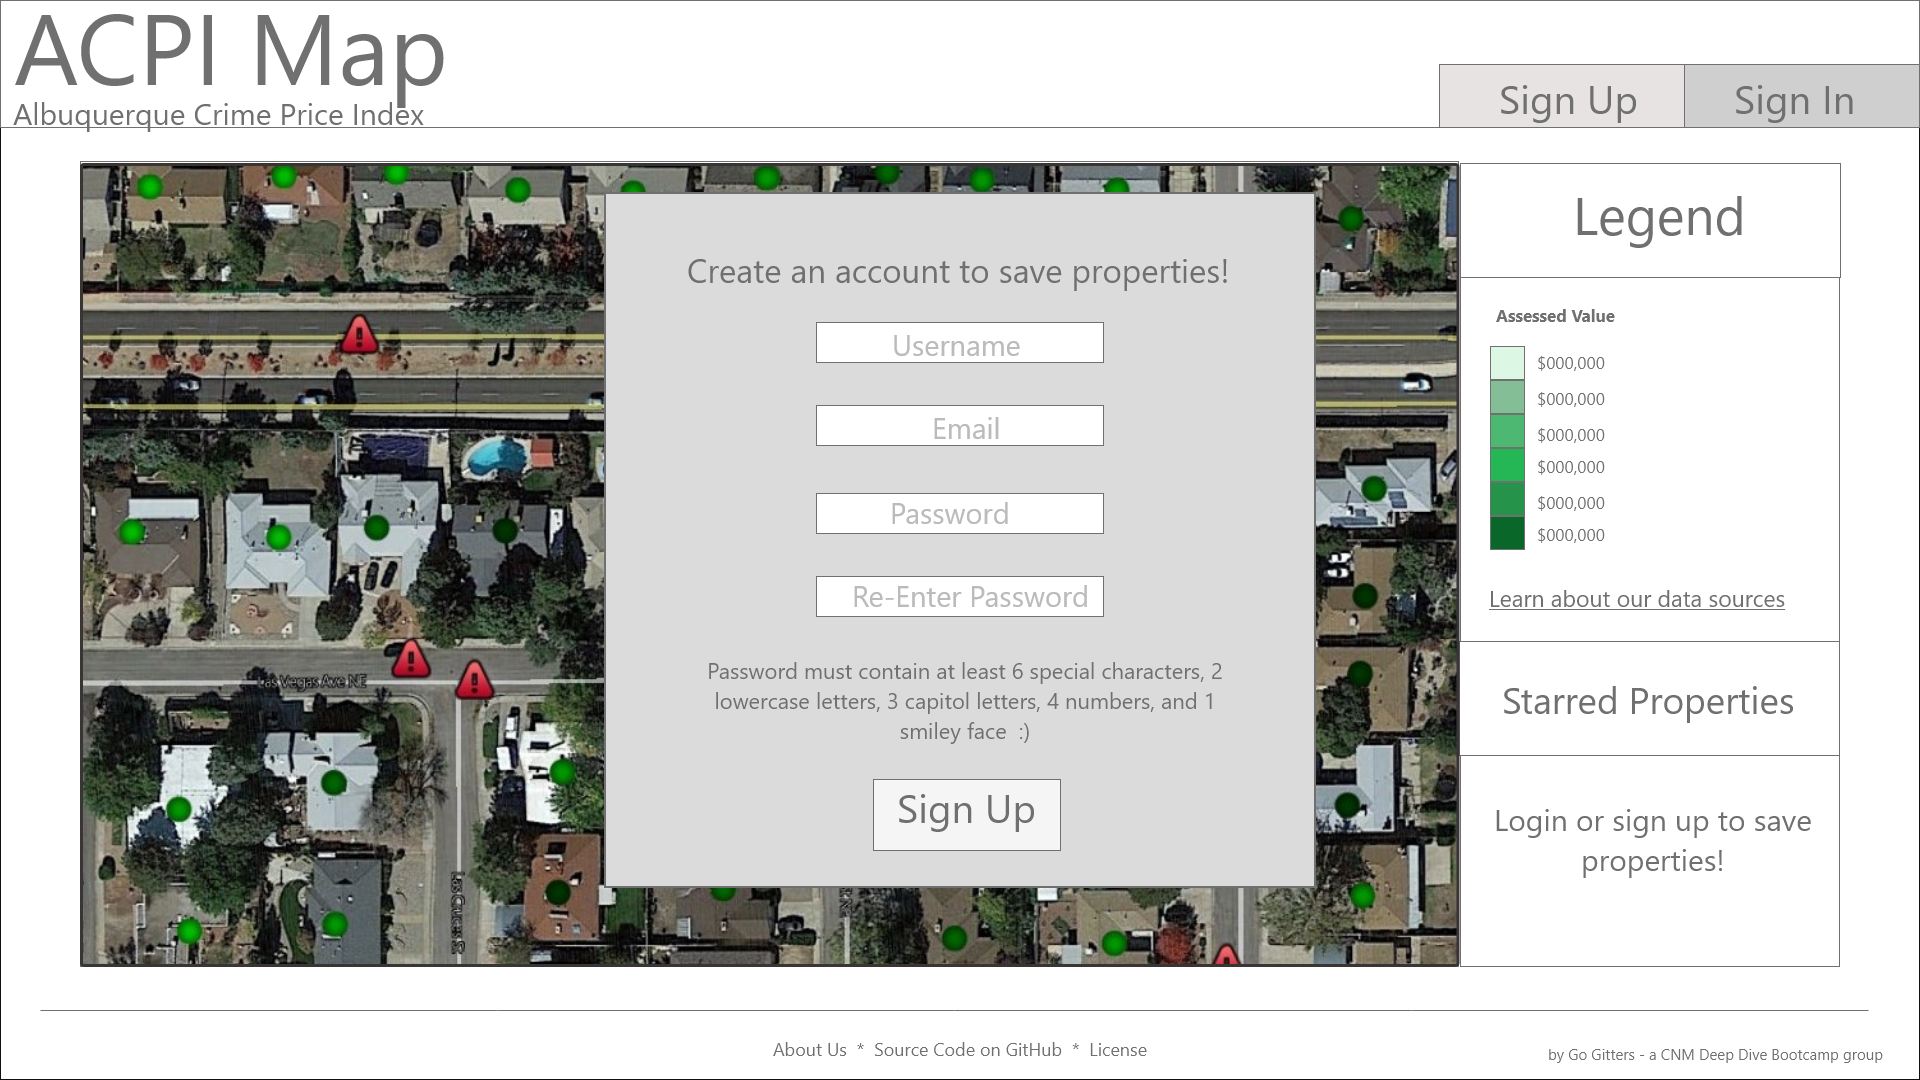 ACPI Map
Albuquerque Crime Price Index
Sign Up
Sign In
Create an account to save properties!
Username
Email
Password
Re-Enter Password
Password must contain at least 6 special characters, 2
lowercase letters, 3 capitol letters, 4 numbers, and 1
smiley face  :)
Sign Up
Las Vegas Ave NE
Legend
Assessed Value
$000,000
$000,000
$000,000
$000,000
$000,000
$000,000
Learn about our data sources
Starred Properties
Login or sign up to save
properties!
About Us  *  Source Code on GitHub  *  License
by Go Gitters - a CNM Deep Dive Bootcamp group